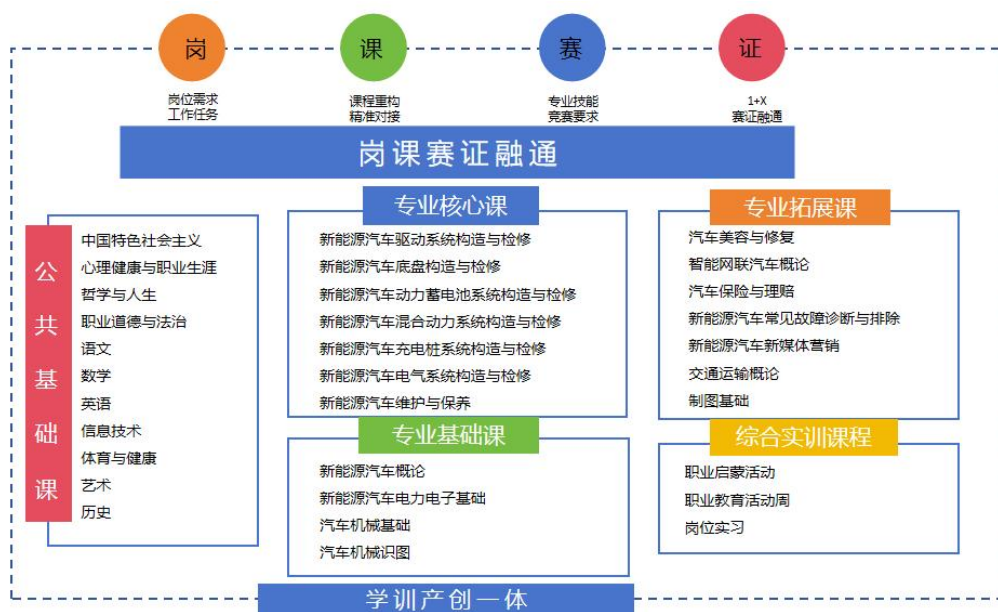 岗
课
赛
证
岗位需求
工作任务
课程重构
精准对接
专业技能
竞赛要求
1+X
赛证融通
岗课赛证融通
公共基础课
中国特色社会主义
心理健康与职业生涯
哲学与人生
职业道德与法治
语文
数学
英语
信息技术
体育与健康
艺术
历史
专业核心课
新能源汽车驱动系统构造与检修
新能源汽车底盘构造与检修
新能源汽车动力蓄电池系统构造与检修
新能源汽车混合动力系统构造与检修
新能源汽车充电桩系统构造与检修
新能源汽车电气系统构造与检修
新能源汽车维护与保养
专业基础课
新能源汽车概论
新能源汽车电力电子基础
汽车机械基础
汽车机械识图
专业拓展课
汽车美容与修复
智能网联汽车概论
汽车保险与理赔
新能源汽车常见故障诊断与排除
新能源汽车新媒体营销
交通运输概论
制图基础
综合实训课程
职业启蒙活动
职业教育活动周
岗位实习
学训产创一体